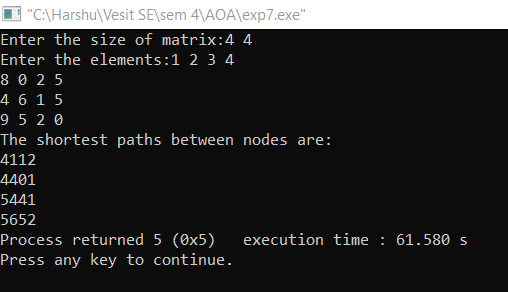 "C:\Harshu\Vesit SE\sem 4\AOA\exp7.exe"
Enter the size of matrix:4 4
Enter the elements:1 2 3 4
8 0 2 5
4 6 1 5
9 5 2 0
The shortest paths between nodes are:
4112
4401
5441
5652
Process returned 5 (0x5)   execution time : 61.580 s
Press any key to continue.